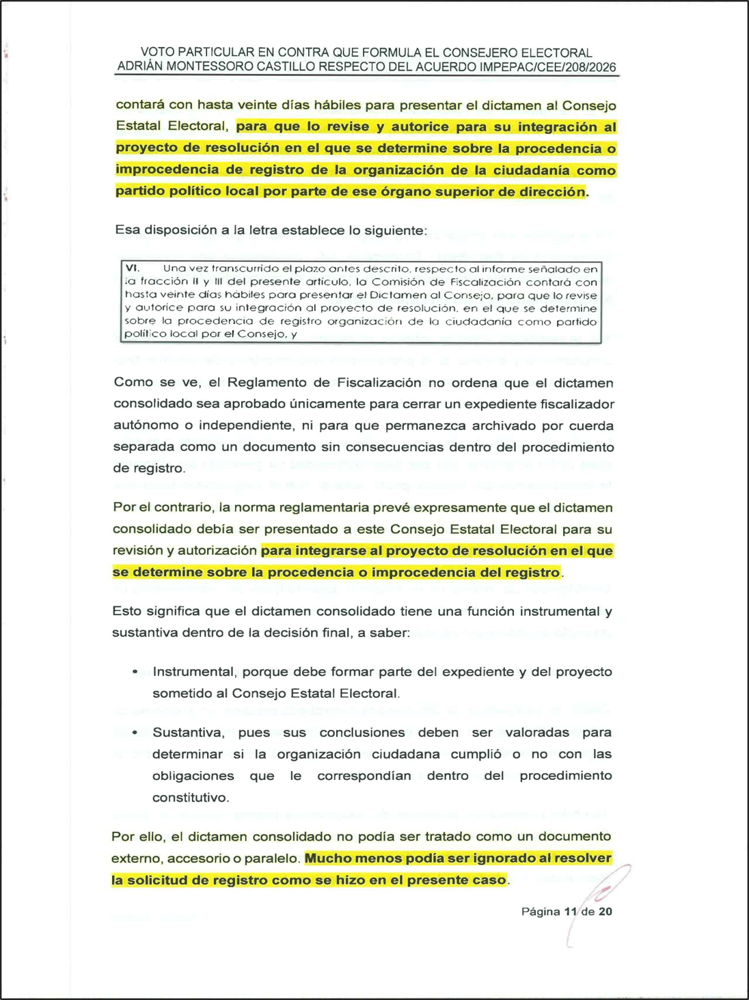 VOTO PARTICULAR EN CONTRA QUE FORMULA EL CONSEJERO ELECTORAL
ADRIÁN MONTESSORO CASTILLO RESPECTO DEL ACUERDO IMPEPAC/CEE/208/2026
contará con hasta veinte días hábiles para presentar el dictamen al Consejo
Estatal Electoral, para que lo revise y autorice para su integración al
proyecto de resolución en el que se determine sobre la procedencia o
improcedencia de registro de la organización de la ciudadanía como
partido político local por parte de ese órgano superior de dirección.
Esa disposición a la letra establece lo siguiente:
VI. Una vez transcurrido el plazo antes descrito, respecto al informe señalado en
la fracción II y III del presente artículo, la Comisión de Fiscalización contará con
hasta veinte días hábiles para presentar el Dictamen al Consejo, para que lo revise
y autorice para su integración al proyecto de resolución, en el que se determine
sobre la procedencia de registro organización de la ciudadanía como partido
político local por el Consejo, y
Como se ve, el Reglamento de Fiscalización no ordena que el dictamen
consolidado sea aprobado únicamente para cerrar un expediente fiscalizador
autónomo o independiente, ni para que permanezca archivado por cuerda
separada como un documento sin consecuencias dentro del procedimiento
de registro.
Por el contrario, la norma reglamentaria prevé expresamente que el dictamen
consolidado debía ser presentado a este Consejo Estatal Electoral para su
revisión y autorización para integrarse al proyecto de resolución en el que
se determine sobre la procedencia o improcedencia del registro.
Esto significa que el dictamen consolidado tiene una función instrumental y
sustantiva dentro de la decisión final, a saber:
• Instrumental, porque debe formar parte del expediente y del proyecto
sometido al Consejo Estatal Electoral.
• Sustantiva, pues sus conclusiones deben ser valoradas para
determinar si la organización ciudadana cumplió o no con las
obligaciones que le correspondían dentro del procedimiento
constitutivo.
Por ello, el dictamen consolidado no podía ser tratado como un documento
externo, accesorio o paralelo. Mucho menos podía ser ignorado al resolver
la solicitud de registro como se hizo en el presente caso.
Página 11 de 20